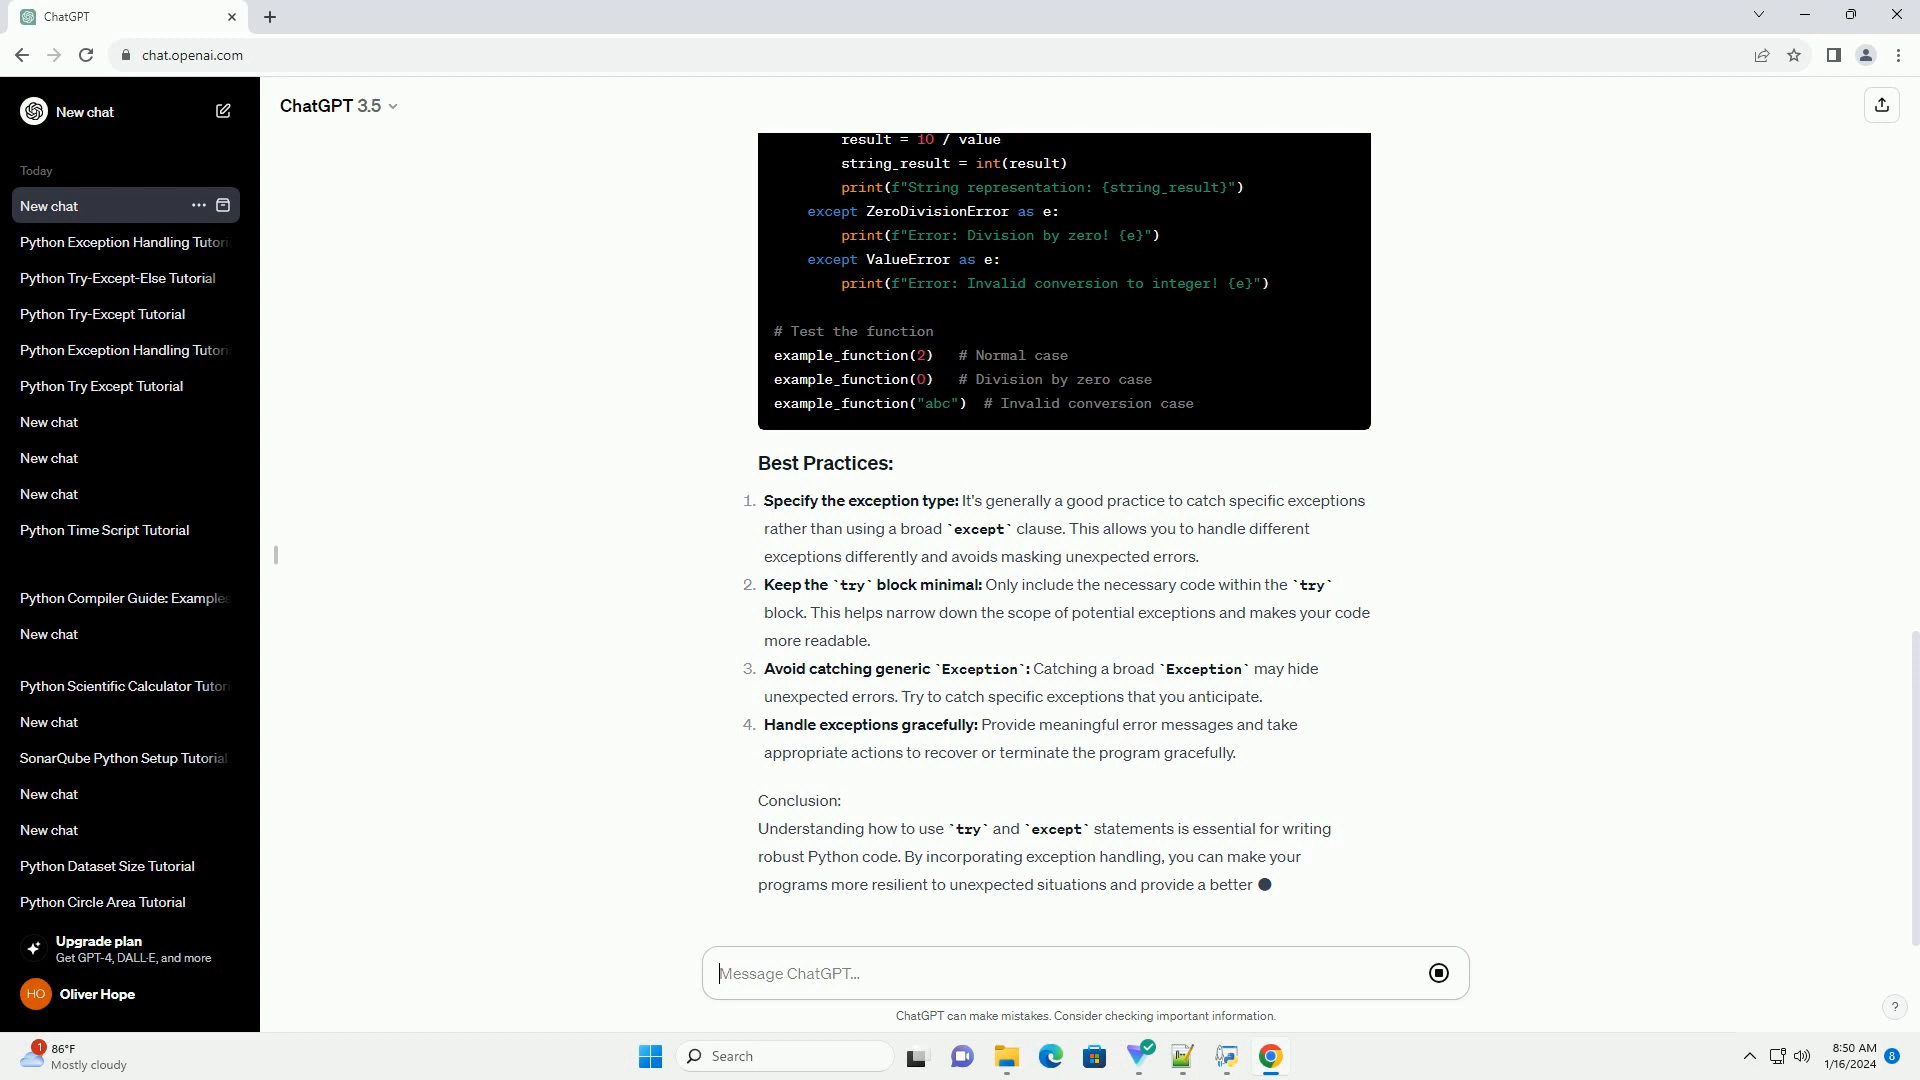 ChatGPT
chat.openai.com
New chat
ChatGPT 3.5
Today
New chat
Python Exception Handling Tutori
Python Try-Except-Else Tutorial
Python Try-Except Tutorial
Python Exception Handling Tutori
Python Try Except Tutorial
New chat
New chat
New chat
Python Time Script Tutorial
Python Compiler Guide: Examples
New chat
Python Scientific Calculator Tutori
New chat
SonarQube Python Setup Tutorial
New chat
New chat
Python Dataset Size Tutorial
Python Circle Area Tutorial
Upgrade plan
Get GPT-4, DALL·E, and more
HO Oliver Hope
result = 10 / value
string_result = int(result)
print(f"String representation: {string_result}")
except ZeroDivisionError as e:
print(f"Error: Division by zero! {e}")
except ValueError as e:
print(f"Error: Invalid conversion to integer! {e}")
# Test the function
example_function(2)   # Normal case
example_function(0)   # Division by zero case
example_function("abc")  # Invalid conversion case
Best Practices:
1. Specify the exception type: It's generally a good practice to catch specific exceptions
rather than using a broad `except` clause. This allows you to handle different
exceptions differently and avoids masking unexpected errors.
2. Keep the `try` block minimal: Only include the necessary code within the `try`
block. This helps narrow down the scope of potential exceptions and makes your code
more readable.
3. Avoid catching generic `Exception`: Catching a broad `Exception` may hide
unexpected errors. Try to catch specific exceptions that you anticipate.
4. Handle exceptions gracefully: Provide meaningful error messages and take
appropriate actions to recover or terminate the program gracefully.
Conclusion:
Understanding how to use `try` and `except` statements is essential for writing
robust Python code. By incorporating exception handling, you can make your
programs more resilient to unexpected situations and provide a better
Message ChatGPT...
ChatGPT can make mistakes. Consider checking important information.
?
1
86°F
Mostly cloudy
Search
8:50 AM
1/16/2024
8